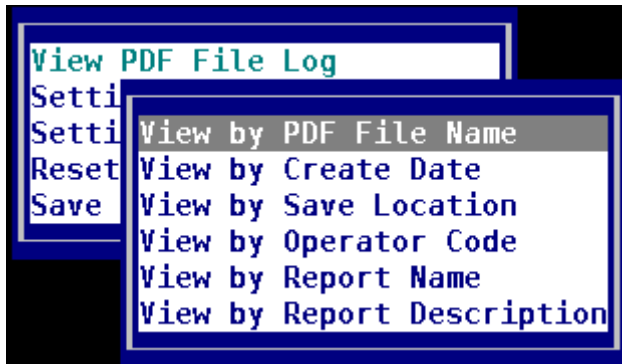 View PDF File Log
Setti
Setti
Reset
Save
View by PDF File Name
View by Create Date
View by Save Location
View by Operator Code
View by Report Name
View by Report Description